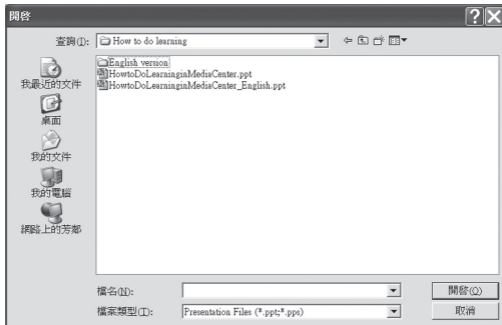 開啓
查詢(I): How to do learning
English version
HowtoDoLearninginMediaCenter.ppt
HowtoDoLearninginMediaCenter_English.ppt
我最近的文件
桌面
我的文件
我的電腦
網路上的芳鄰
檔名(N):
開啓(O)
檔案類型(T): Presentation Files (*.ppt;*.pps)
取消